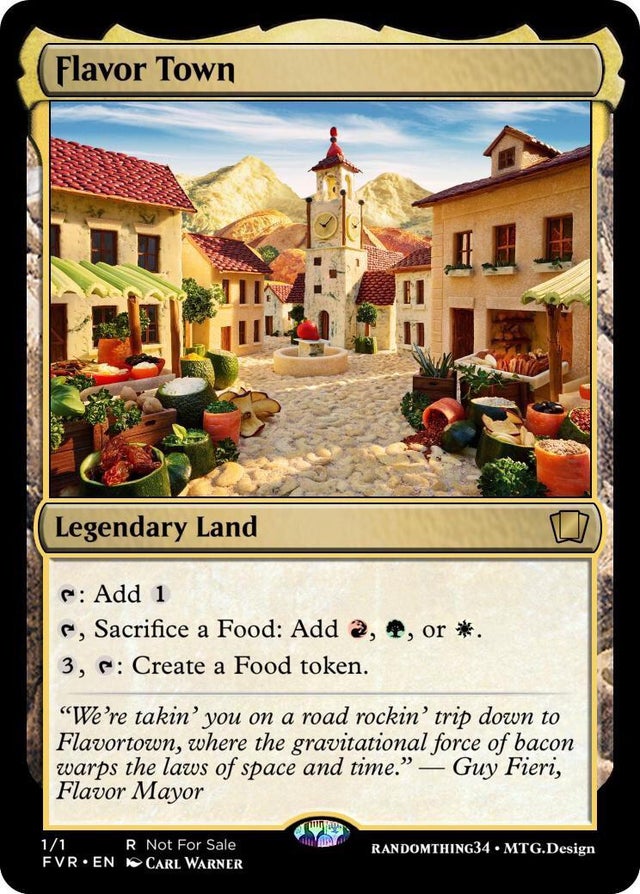 Flavor Town
Legendary Land
: Add 1
, Sacrifice a Food: Add , , or .
3, : Create a Food token.
“We’re takin’ you on a road rockin’ trip down to
Flavortown, where the gravitational force of bacon
warps the laws of space and time.” — Guy Fieri,
Flavor Mayor
1/1 R Not For Sale
FVR • EN CARL WARNER
RANDOMTHING34 • MTG.Design